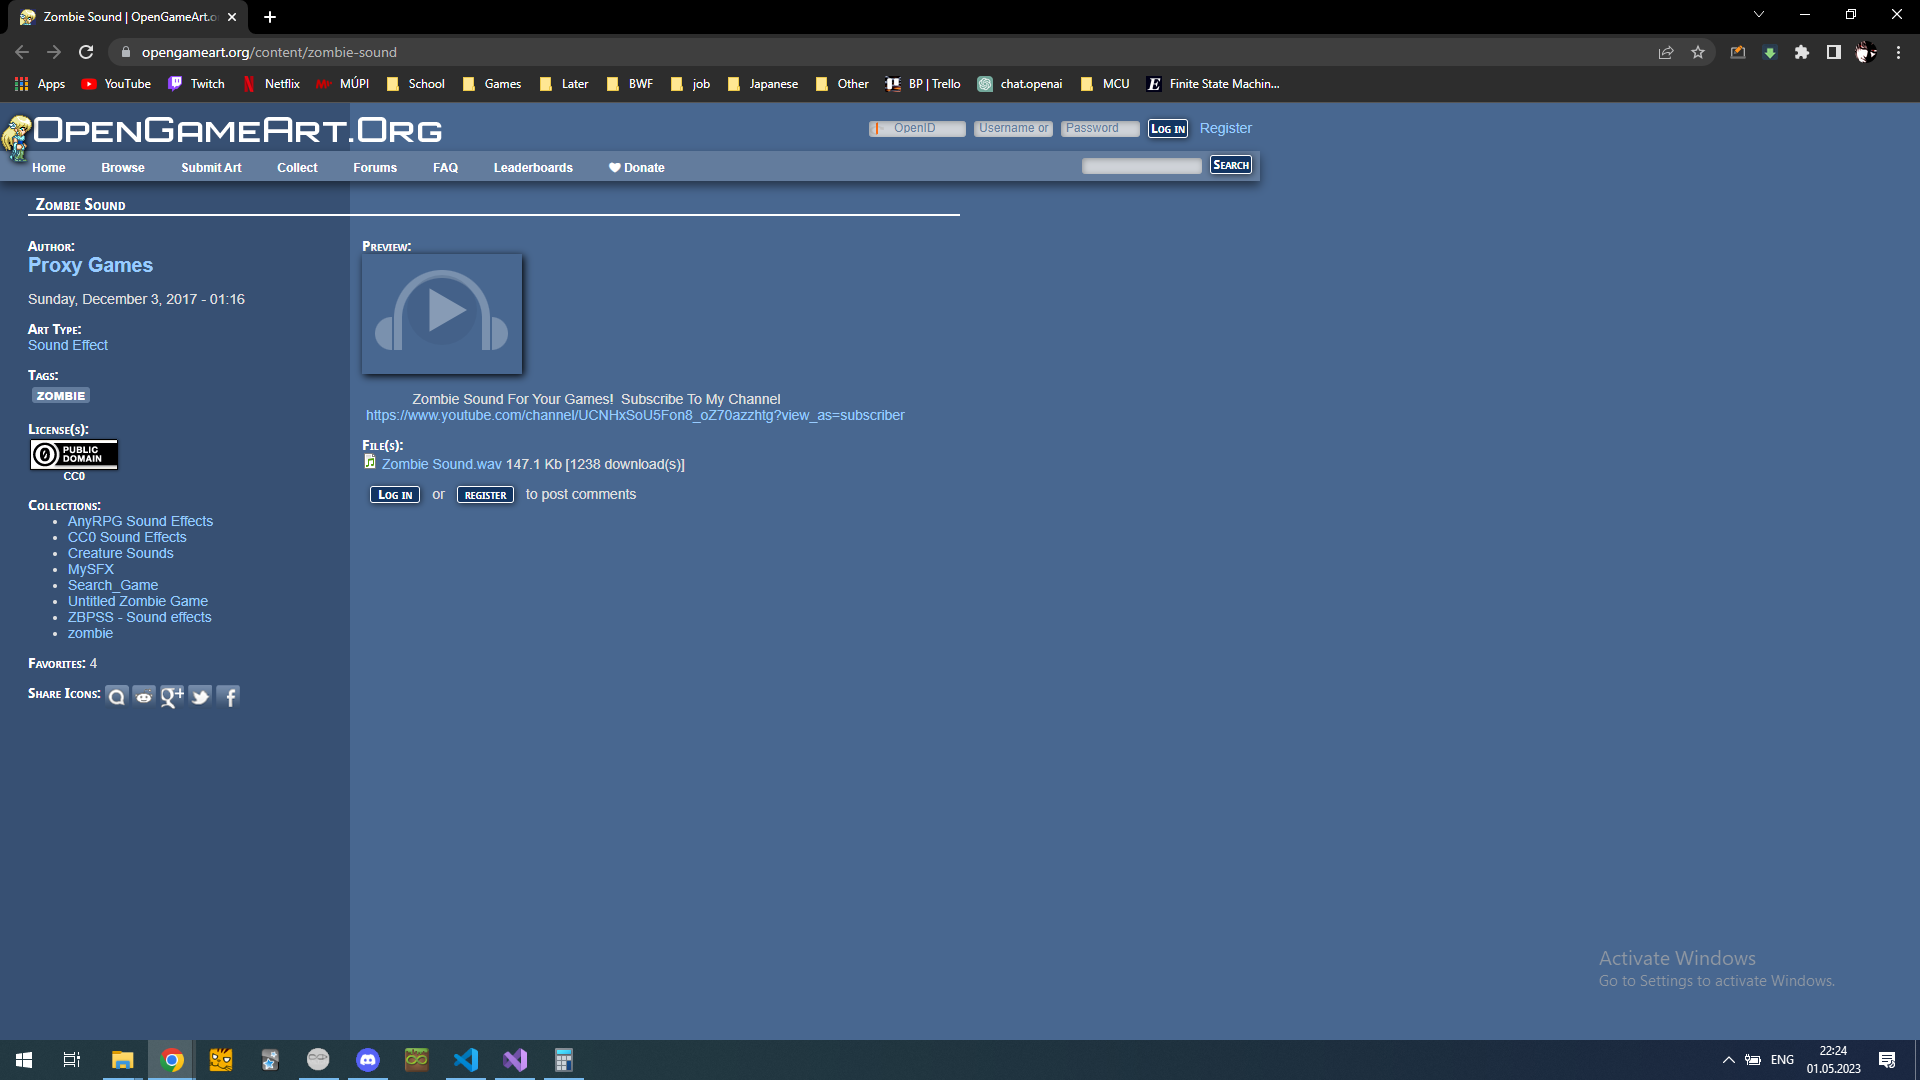 Zombie Sound | OpenGameArt.o
opengameart.org/content/zombie-sound
Apps YouTube Twitch Netflix MÚPI School Games Later BWF job Japanese Other BP | Trello chat.openai MCU Finite State Machin...
OpenGameArt.Org
OpenID Username or Password Log in Register
Home Browse Submit Art Collect Forums FAQ Leaderboards Donate Search
Zombie Sound
Author:
Proxy Games
Sunday, December 3, 2017 - 01:16
Art Type:
Sound Effect
Tags:
ZOMBIE
License(s):
PUBLIC
DOMAIN
CC0
Collections:
AnyRPG Sound Effects
CC0 Sound Effects
Creature Sounds
MySFX
Search_Game
Untitled Zombie Game
ZBPSS - Sound effects
zombie
Favorites: 4
Share Icons:
Preview:
Zombie Sound For Your Games!  Subscribe To My Channel
https://www.youtube.com/channel/UCNHxSoU5Fon8_oZ70azzhtg?view_as=subscriber
File(s):
Zombie Sound.wav 147.1 Kb [1238 download(s)]
Log in or register to post comments
Activate Windows
Go to Settings to activate Windows.
ENG
22:24
01.05.2023